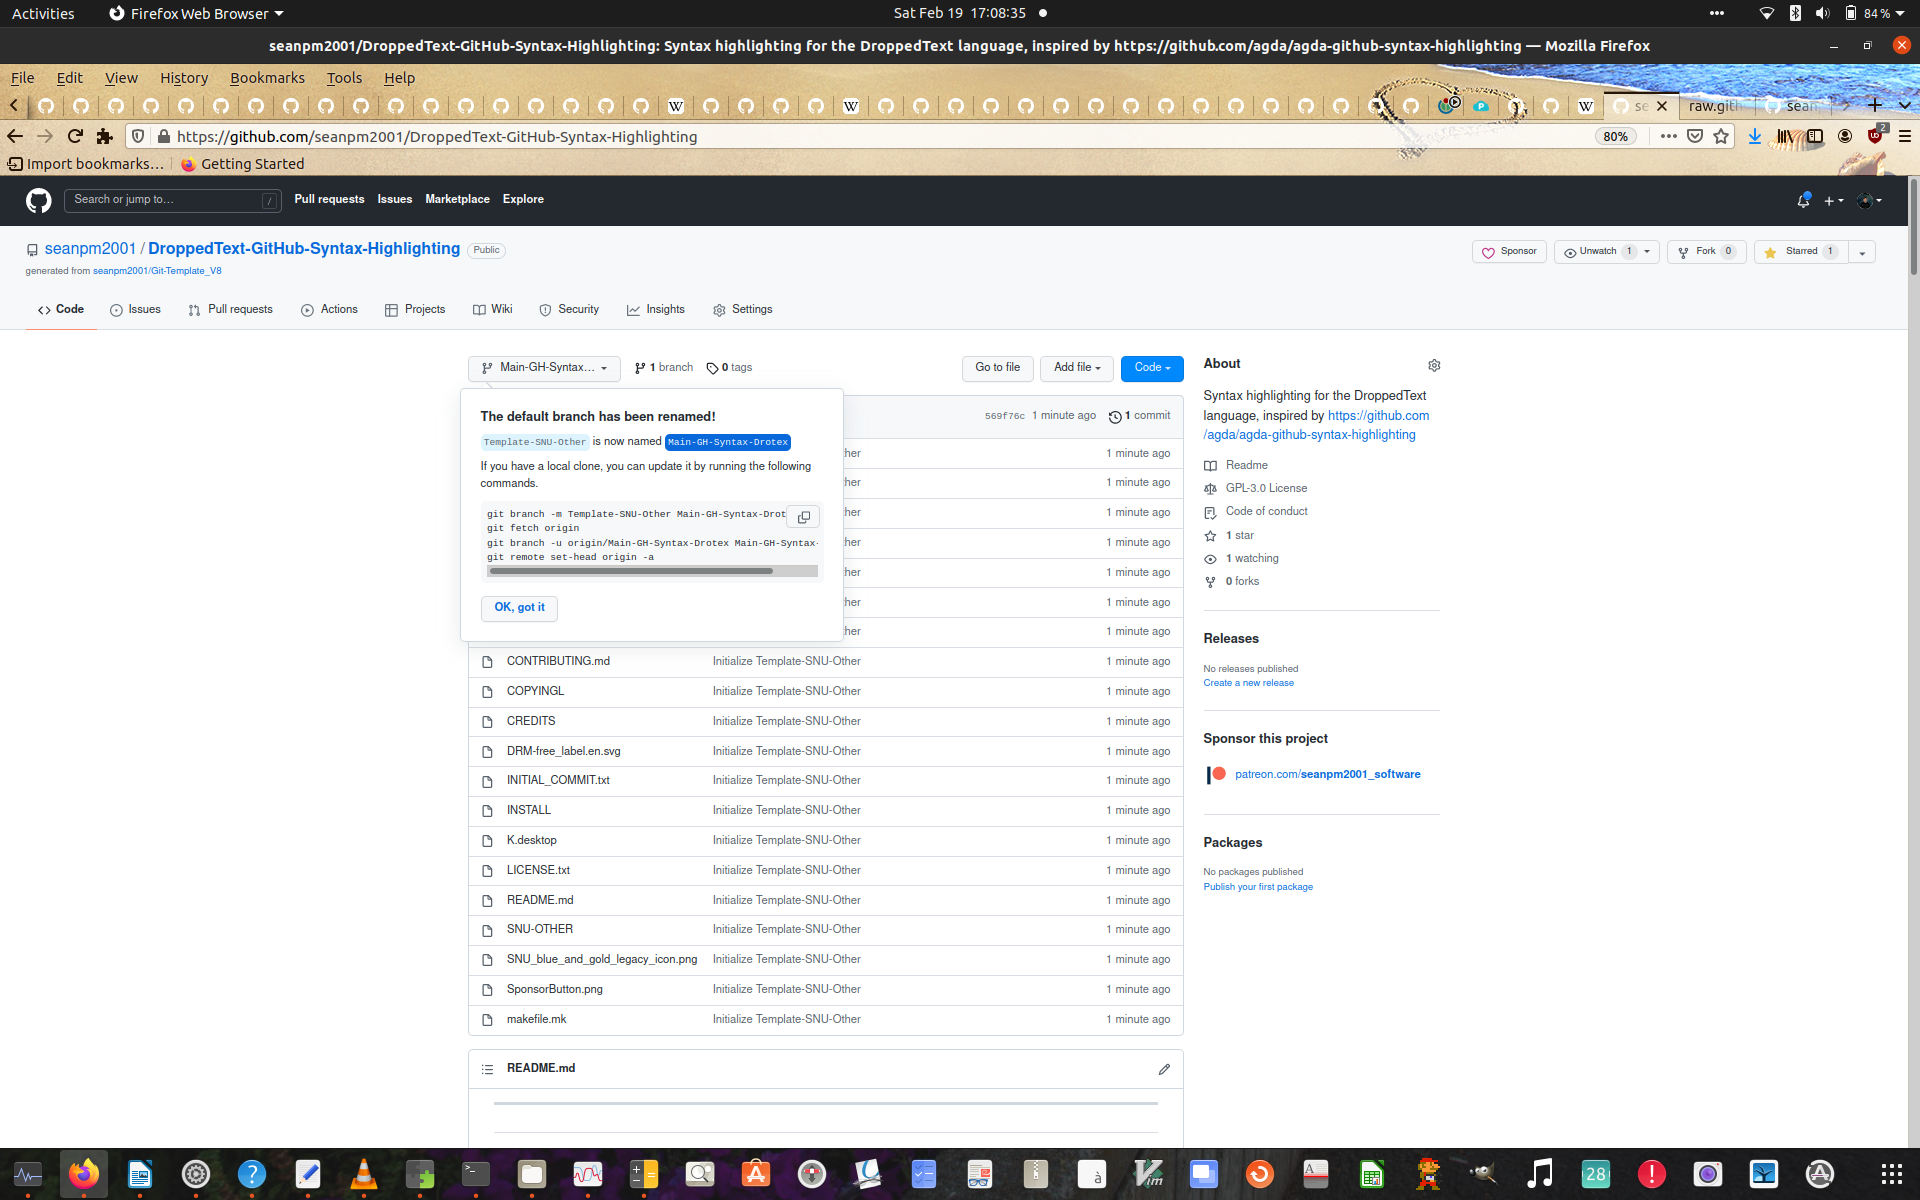 Activities
Firefox Web Browser
Sat Feb 19 17:08:35
84 %
seanpm2001/DroppedText-GitHub-Syntax-Highlighting: Syntax highlighting for the DroppedText language, inspired by https://github.com/agda/agda-github-syntax-highlighting — Mozilla Firefox
File Edit View History Bookmarks Tools Help
W W W se raw.gith sean
https://github.com/seanpm2001/DroppedText-GitHub-Syntax-Highlighting
80%
2
Import bookmarks…
Getting Started
Search or jump to…
/
Pull requests Issues Marketplace Explore
seanpm2001 / DroppedText-GitHub-Syntax-Highlighting
Public
generated from seanpm2001/Git-Template_V8
Sponsor
Unwatch 1
Fork 0
Starred 1
Code
Issues
Pull requests
Actions
Projects
Wiki
Security
Insights
Settings
Main-GH-Syntax...
1 branch
0 tags
Go to file
Add file
Code
569f76c 1 minute ago
1 commit
The default branch has been renamed!
Template-SNU-Other is now named Main-GH-Syntax-Drotex
If you have a local clone, you can update it by running the following
commands.
git branch -m Template-SNU-Other Main-GH-Syntax-Drot
git fetch origin
git branch -u origin/Main-GH-Syntax-Drotex Main-GH-Syntax-
git remote set-head origin -a
OK, got it
her 1 minute ago
her 1 minute ago
her 1 minute ago
her 1 minute ago
her 1 minute ago
her 1 minute ago
her 1 minute ago
CONTRIBUTING.md Initialize Template-SNU-Other 1 minute ago
COPYINGL Initialize Template-SNU-Other 1 minute ago
CREDITS Initialize Template-SNU-Other 1 minute ago
DRM-free_label.en.svg Initialize Template-SNU-Other 1 minute ago
INITIAL_COMMIT.txt Initialize Template-SNU-Other 1 minute ago
INSTALL Initialize Template-SNU-Other 1 minute ago
K.desktop Initialize Template-SNU-Other 1 minute ago
LICENSE.txt Initialize Template-SNU-Other 1 minute ago
README.md Initialize Template-SNU-Other 1 minute ago
SNU-OTHER Initialize Template-SNU-Other 1 minute ago
SNU_blue_and_gold_legacy_icon.png Initialize Template-SNU-Other 1 minute ago
SponsorButton.png Initialize Template-SNU-Other 1 minute ago
makefile.mk Initialize Template-SNU-Other 1 minute ago
README.md
About
Syntax highlighting for the DroppedText
language, inspired by https://github.com
/agda/agda-github-syntax-highlighting
Readme
GPL-3.0 License
Code of conduct
1 star
1 watching
0 forks
Releases
No releases published
Create a new release
Sponsor this project
patreon.com/seanpm2001_software
Packages
No packages published
Publish your first package
28